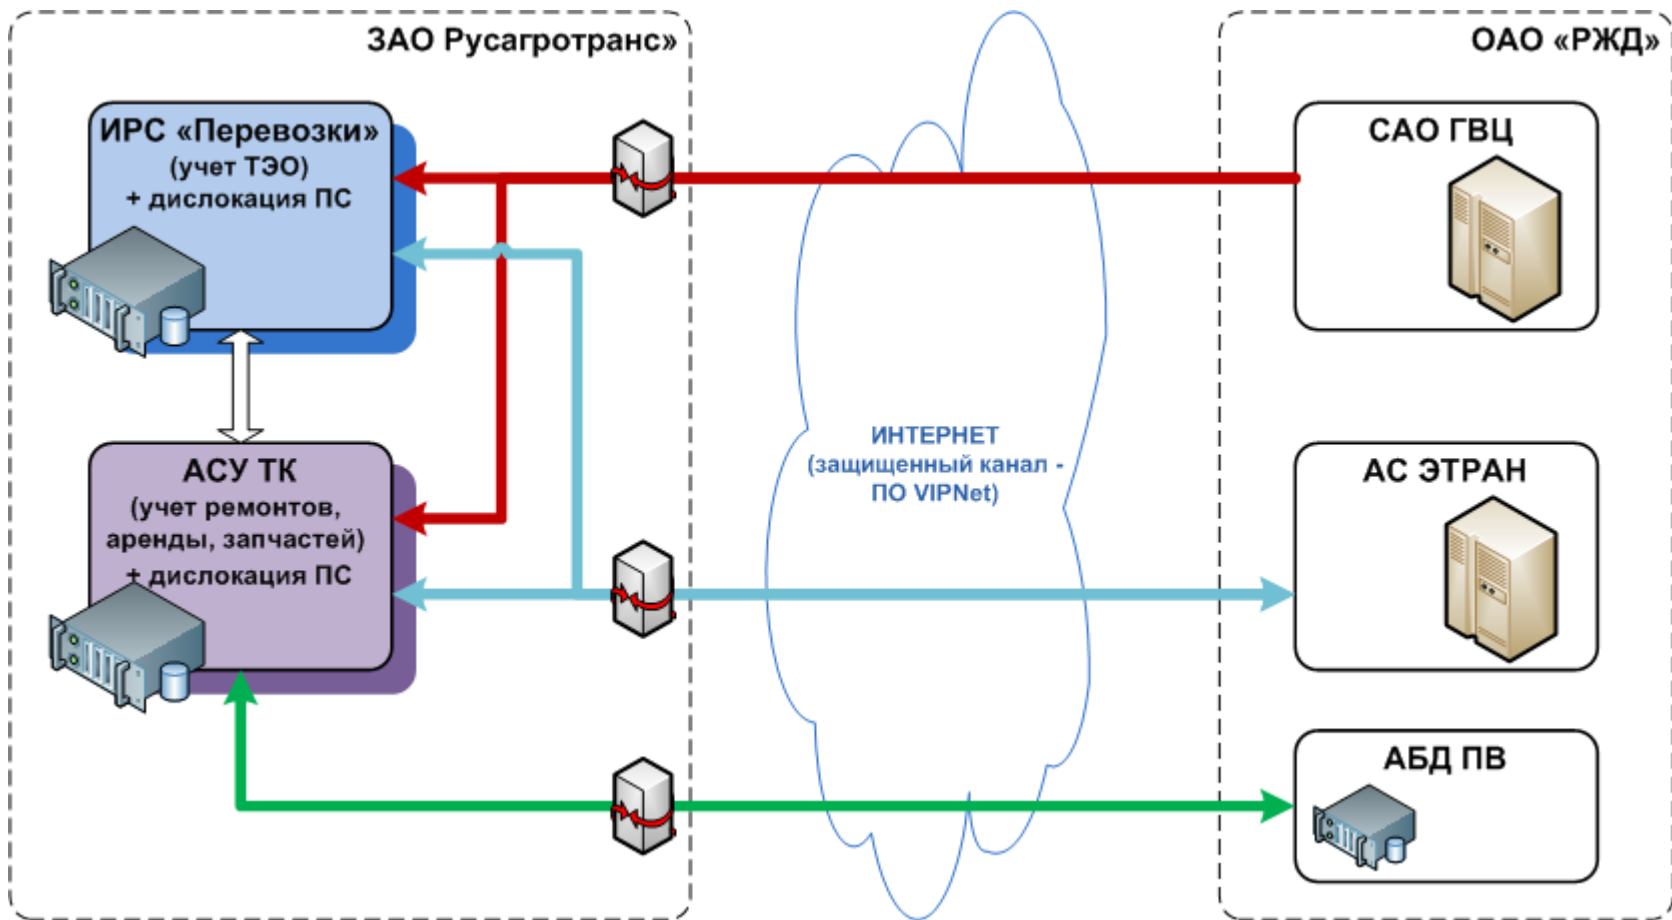 ЗАО Русагротранс»
ИРС «Перевозки»
(учет ТЭО)
+ дислокация ПС
АСУ ТК
(учет ремонтов,
аренды, запчастей)
+ дислокация ПС
ИНТЕРНЕТ
(защищенный канал -
ПО VIPNet)
ОАО «РЖД»
САО ГВЦ
АС ЭТРАН
АБД ПВ